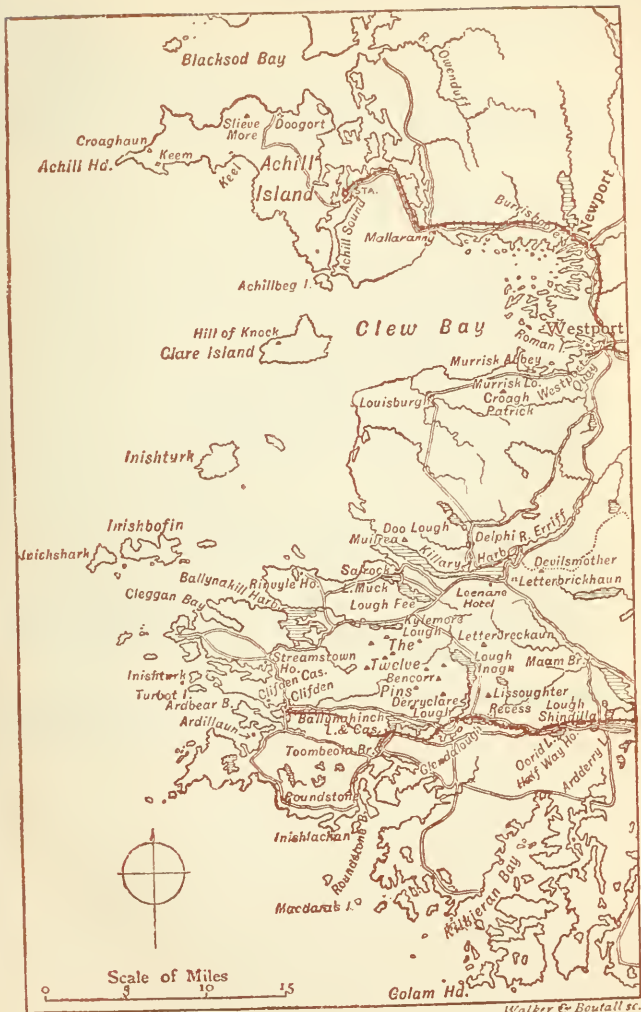 Blacksod Bay
R. Owenduff
Slieve
More
Doogort
Croaghaun
Achill Hd.
Keem
Keel
Achill
Island
STA.
Achill Sound
Mallaranny
Newport
Achillbeg I.
Hill of Knock
Clare Island
Clew Bay
Roman I.
Westport
Westport
Quay
Murrisk Abbey
Murrisk Lo.
Croagh
Patrick
Louisburg
Inishturk
Inishbofin
Doo Lough
Delphi
R. Erriff
Muilrea
Killary
Harb.
Devilsmother
Letterbrickhaun
Salrock
L. Muck
Rinvyle Ho.
Ballynakill Harb.
Cleggan Bay
Lough Fee
Leenane
Hotel
Kylemore
Lough
Letterbreckaun
The
Twelve
Pins
Bencorr
Lough
Inagh
Maam Br.
Streamstown
Ho.
Clifden Cas.
Clifden
Inishturk
Turbot I.
Ardbear B.
Ardillaun
Derryclare
Lough
Lissoughter
Recess
Lough
Shindilla
Ballynahinch
L. & Cas.
Toombeola Br.
Glendalough
Oorid L.
Half Way Ho.
Ardderry
Roundstone
Inishlackan
Roundstone B.
Macdara's I.
Kilkieran Bay
Golam Hd.
Scale of Miles
0 5 10 15
Walker & Boutall sc.